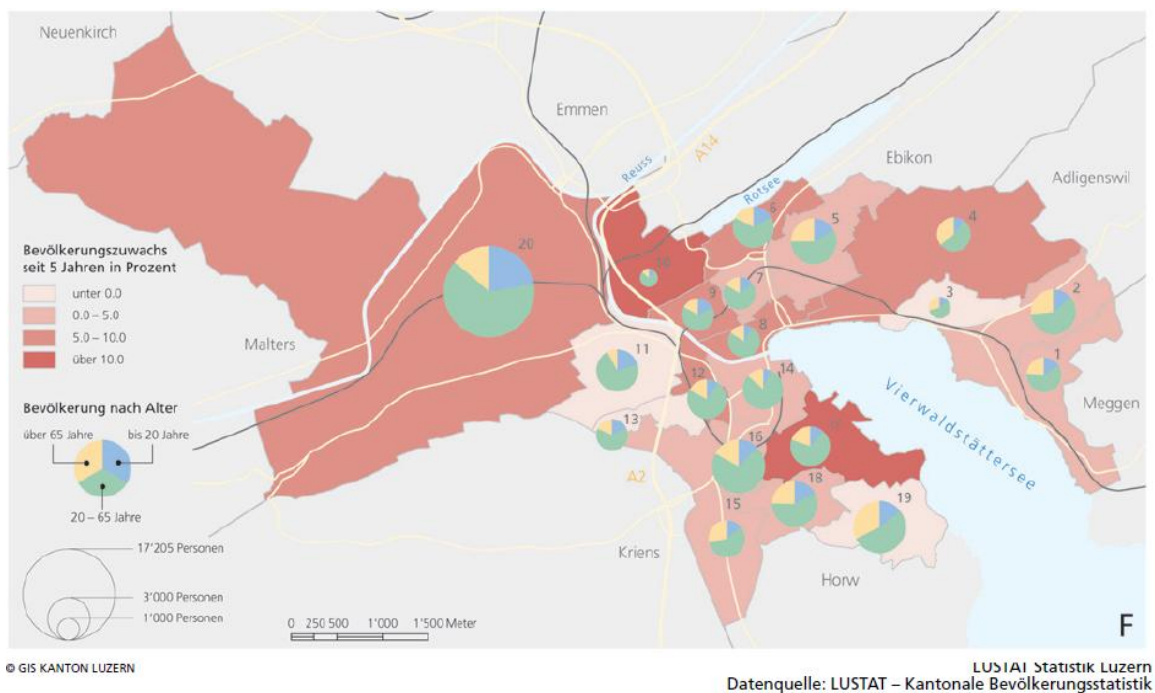 Neuenkirch
Emmen
Reuss
A14
Rotsee
Ebikon
Adligenswil
Bevölkerungszuwachs
seit 5 Jahren in Prozent
unter 0.0
0.0 – 5.0
5.0 – 10.0
über 10.0
20
10
6
5
4
9
7
3
2
8
1
Malters
11
12
14
Meggen
Vierwaldstättersee
Bevölkerung nach Alter
über 65 Jahre
bis 20 Jahre
20 – 65 Jahre
13
16
A2
18
15
19
Kriens
Horw
17'205 Personen
3'000 Personen
1'000 Personen
0 250 500 1'000 1'500 Meter
F
© GIS KANTON LUZERN
LUSTAT Statistik Luzern
Datenquelle: LUSTAT – Kantonale Bevölkerungsstatistik